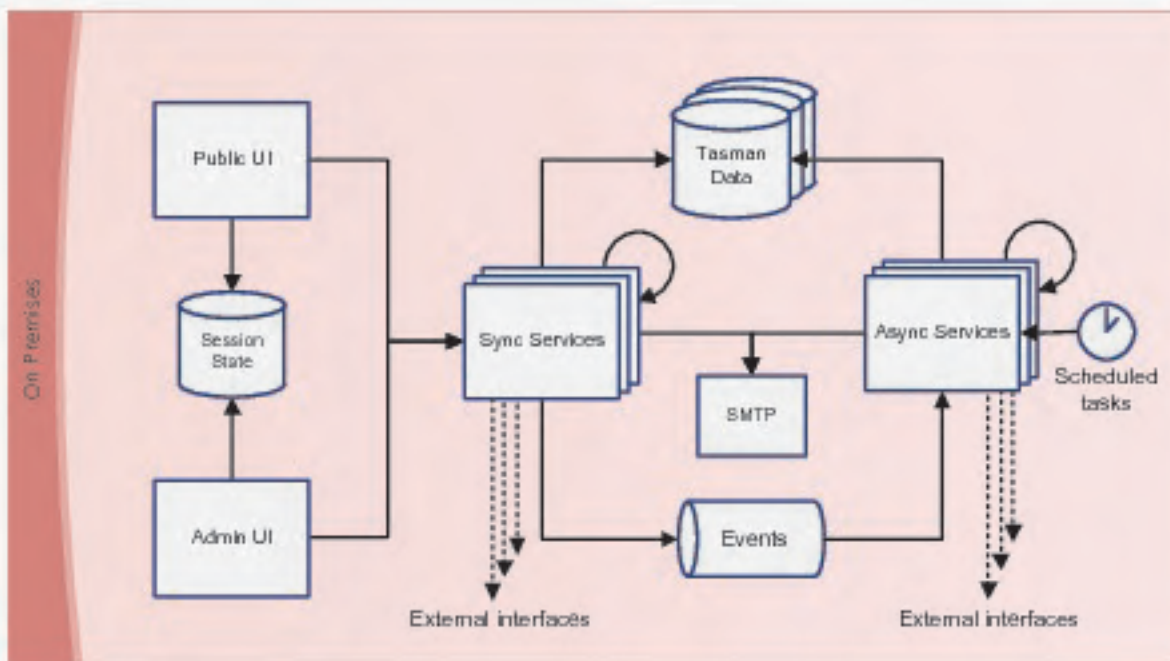 On Premises
Public UI
Session
State
Admin UI
Tasman
Data
Sync Services
Async Services
SMTP
Scheduled
tasks
Events
External interfaces
External interfaces